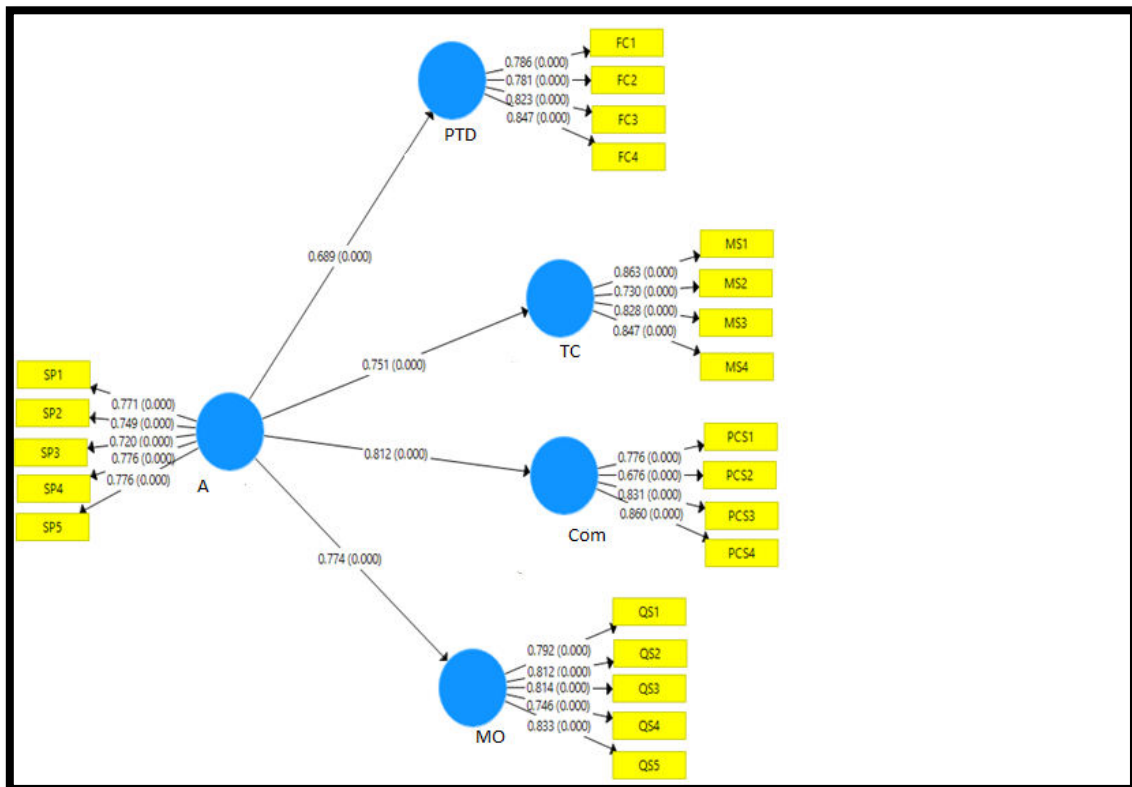 FC1
0.786 (0.000)
FC2
0.781 (0.000)
0.823 (0.000)
FC3
0.847 (0.000)
PTD
FC4
0.689 (0.000)
MS1
0.863 (0.000)
MS2
0.730 (0.000)
0.828 (0.000)
MS3
0.847 (0.000)
TC
MS4
0.751 (0.000)
SP1
0.771 (0.000)
SP2
0.749 (0.000)
0.720 (0.000)
SP3
0.776 (0.000)
0.776 (0.000)
SP4
A
SP5
0.812 (0.000)
PCS1
0.776 (0.000)
PCS2
0.676 (0.000)
0.831 (0.000)
PCS3
0.860 (0.000)
Com
PCS4
0.774 (0.000)
QS1
0.792 (0.000)
QS2
0.812 (0.000)
0.814 (0.000)
QS3
0.746 (0.000)
QS4
0.833 (0.000)
MO
QS5